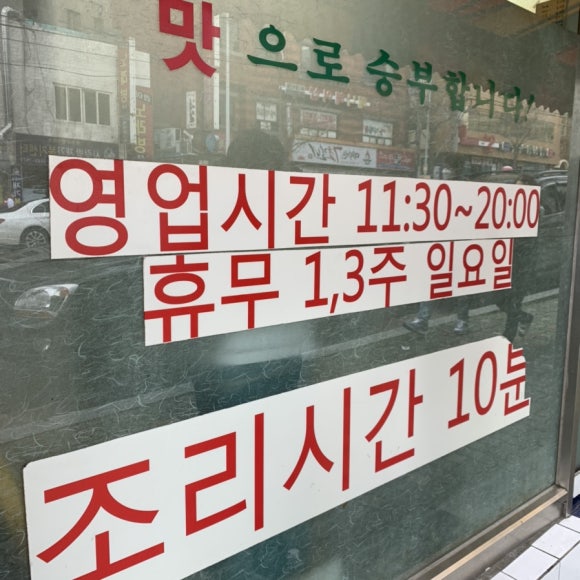 맛으로 승부합니다!
영업시간 11:30~20:00
휴무 1,3주 일요일
조리시간 10분